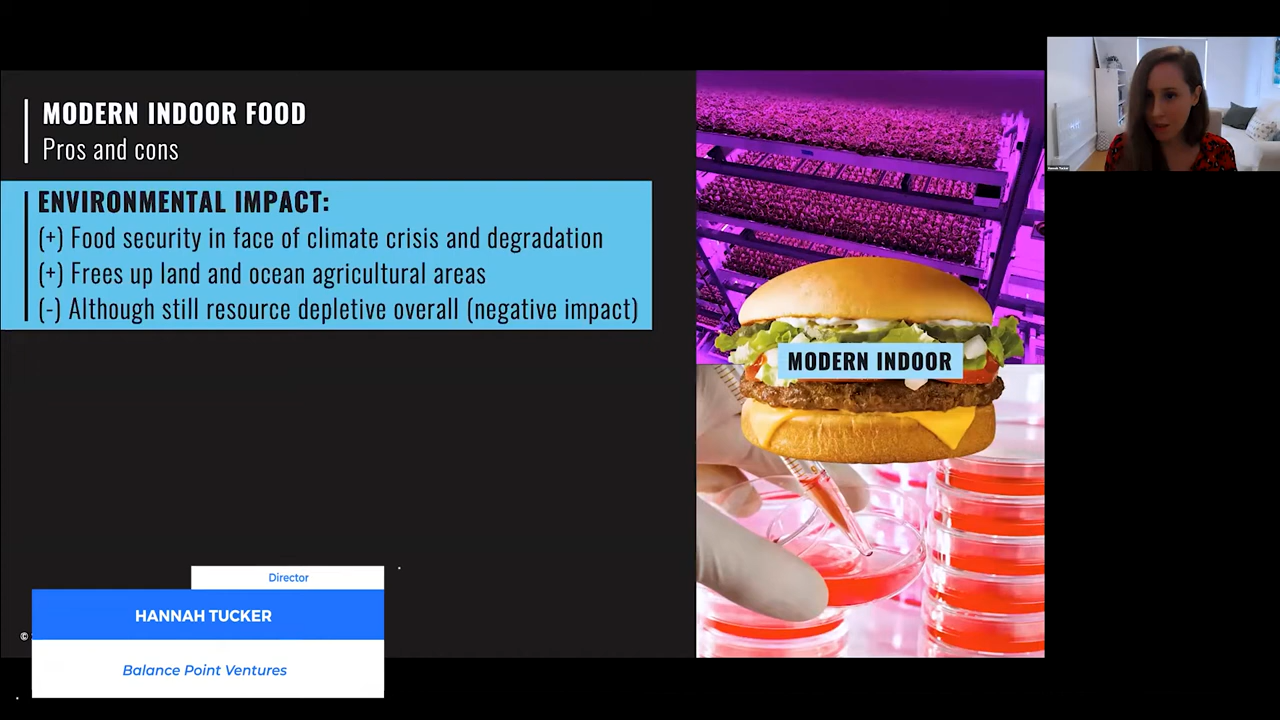 MODERN INDOOR FOOD
Pros and cons
ENVIRONMENTAL IMPACT:
(+) Food security in face of climate crisis and degradation
(+) Frees up land and ocean agricultural areas
(-) Although still resource depletive overall (negative impact)
MODERN INDOOR
Director
HANNAH TUCKER
Balance Point Ventures
©
Hannah Tucker